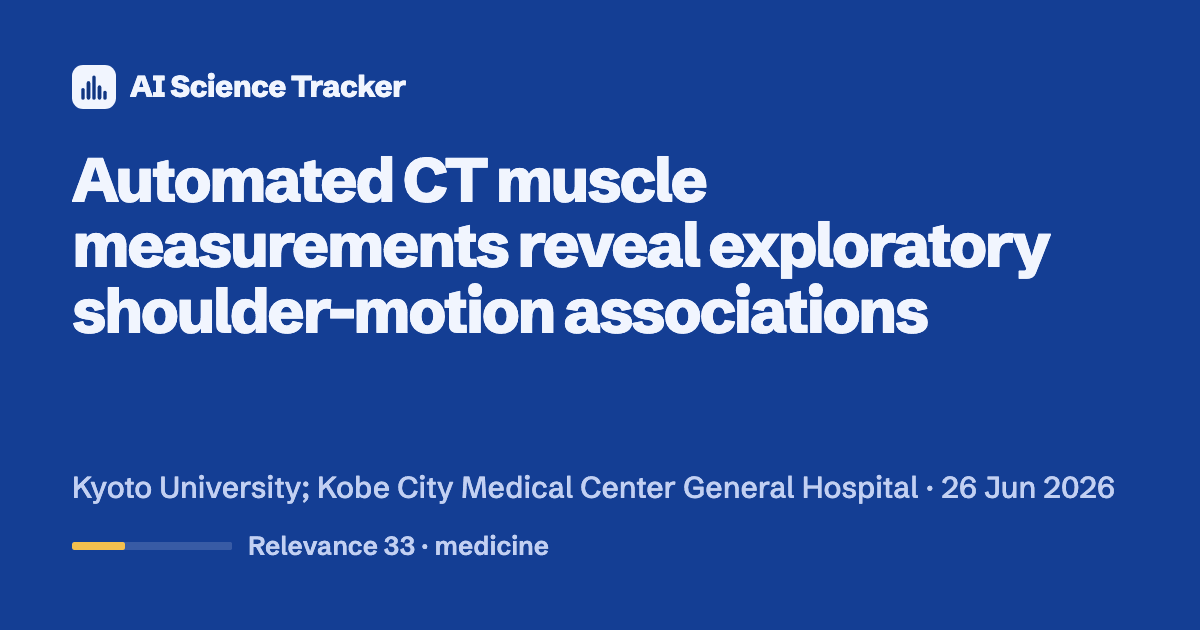 AI Science Tracker
Automated CT muscle
measurements reveal exploratory
shoulder-motion associations
Kyoto University; Kobe City Medical Center General Hospital · 26 Jun 2026
Relevance 33 · medicine